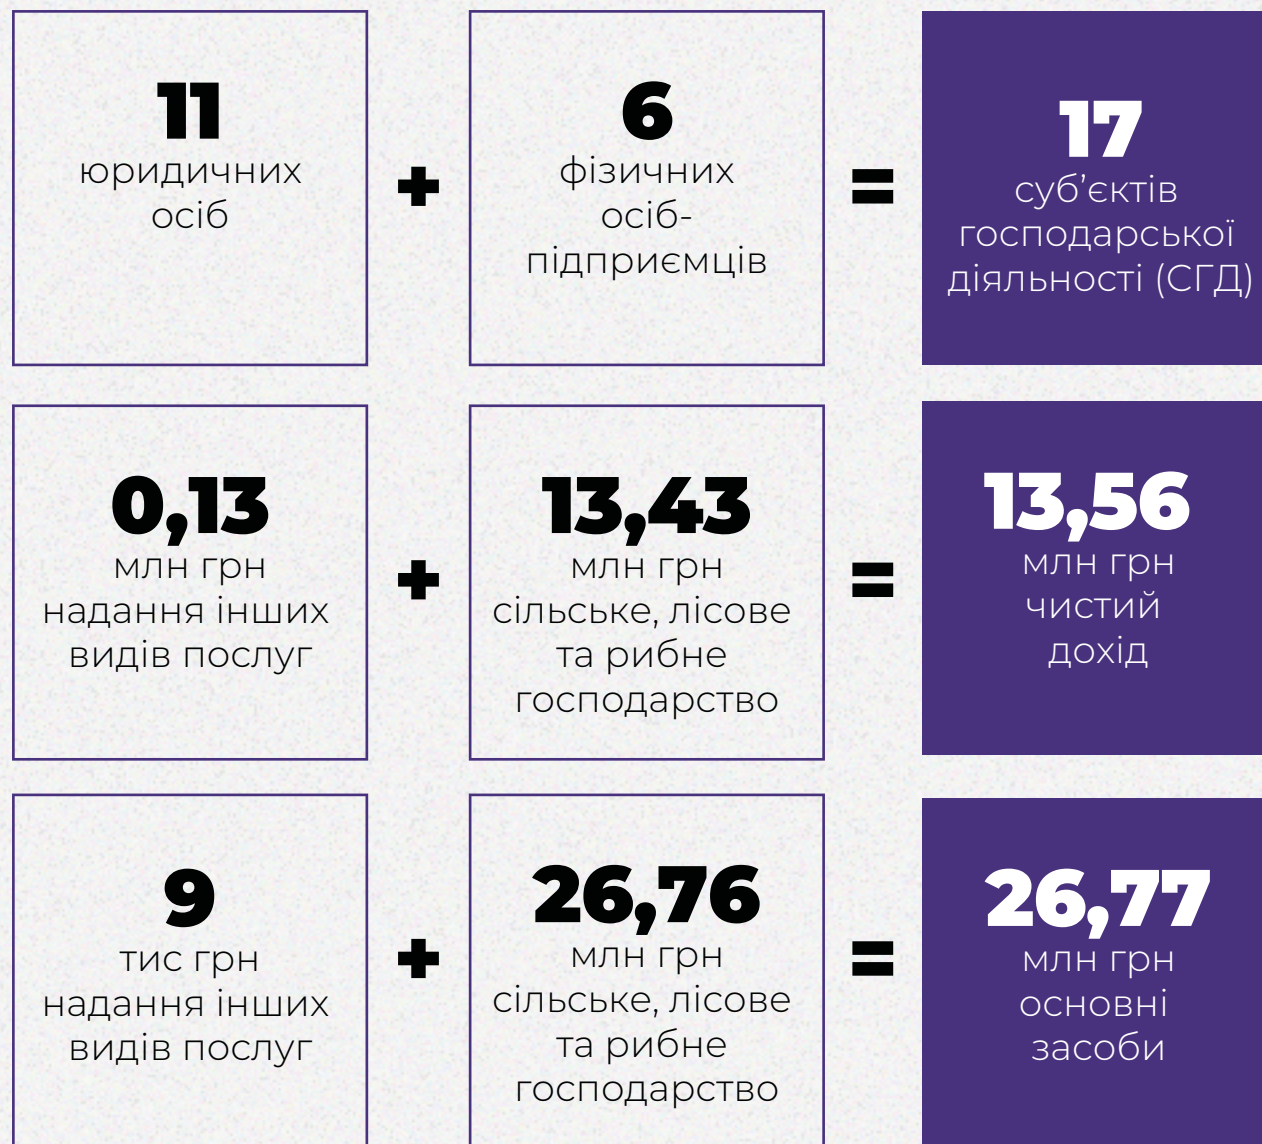 11
юридичних
осіб
+
6
фізичних
осіб-
підприємців
=
17
суб’єктів
господарської
діяльності (СГД)
0,13
млн грн
надання інших
видів послуг
+
13,43
млн грн
сільське, лісове
та рибне
господарство
=
13,56
млн грн
чистий
дохід
9
тис грн
надання інших
видів послуг
+
26,76
млн грн
сільське, лісове
та рибне
господарство
=
26,77
млн грн
основні
засоби